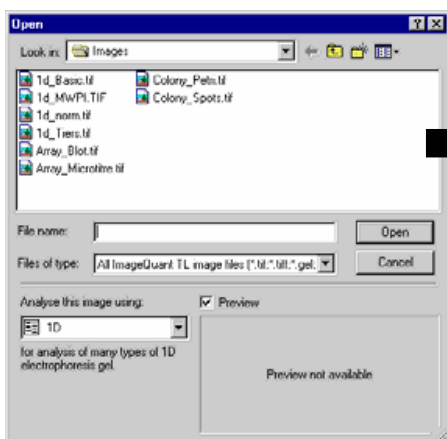 Open
Look in: Images
1d_Basic.tif
1d_MWPI.TIF
1d_norm.tif
1d_Tiers.tif
Array_Blot.tif
Array_Microtitre.tif
Colony_Petri.tif
Colony_Spots.tif
File name:
Open
Files of type: All ImageQuant TL image files (*.tif;*.tiff;*.gel;
Cancel
Analyse this image using:
Preview
1D
for analysis of many types of 1D
electrophoresis gel.
Preview not available